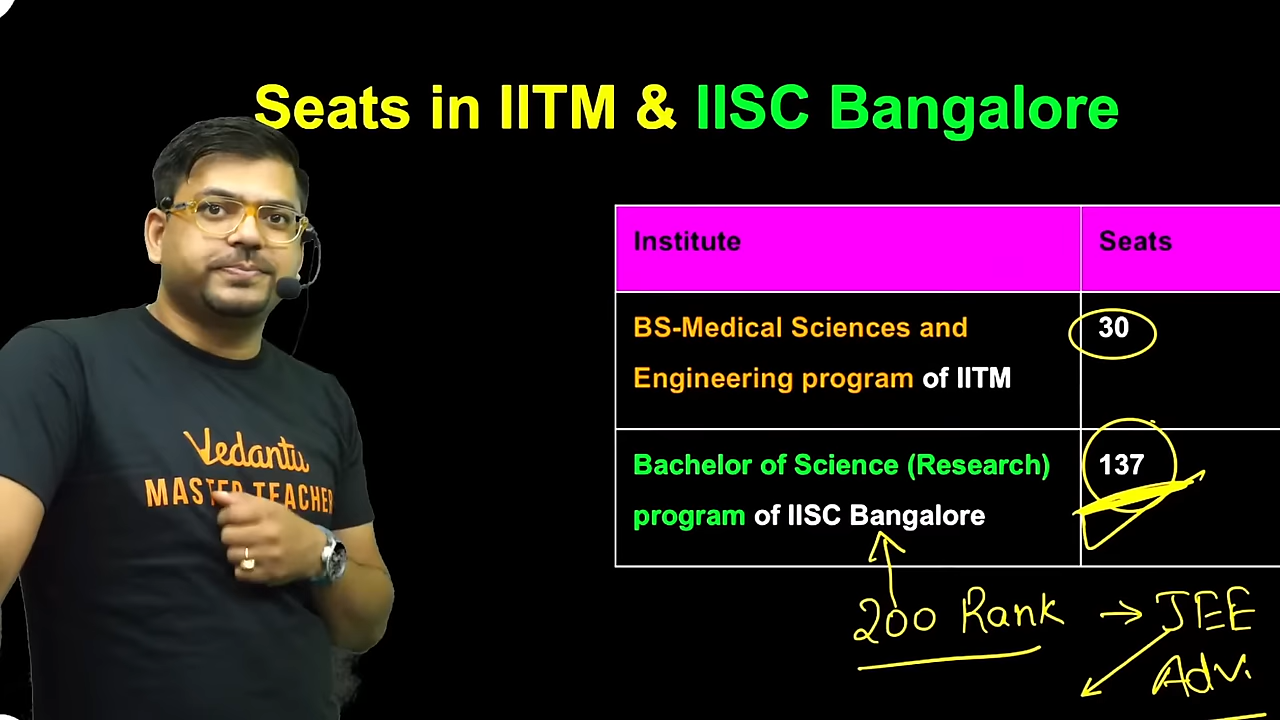 Seats in IITM & IISC Bangalore
Institute
Seats
BS-Medical Sciences and
Engineering program of IITM
30
Bachelor of Science (Research)
program of IISC Bangalore
137
200 Rank → JEE
Adv.
Vedantu
MASTER TEACHER